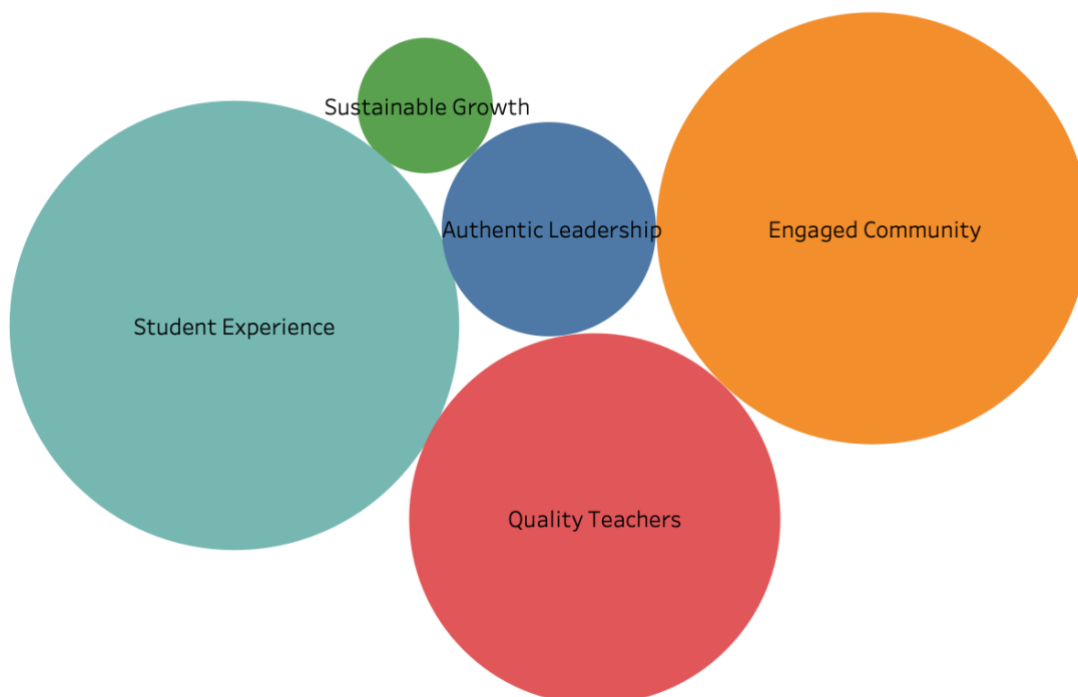 Sustainable Growth
Authentic Leadership
Engaged Community
Student Experience
Quality Teachers